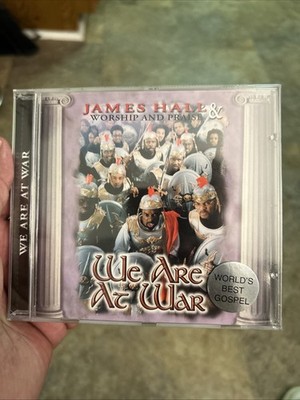 JAMES HALL &
WORSHIP AND PRAISE
We Are
At War
WORLD'S
BEST
GOSPEL
WE ARE AT WAR